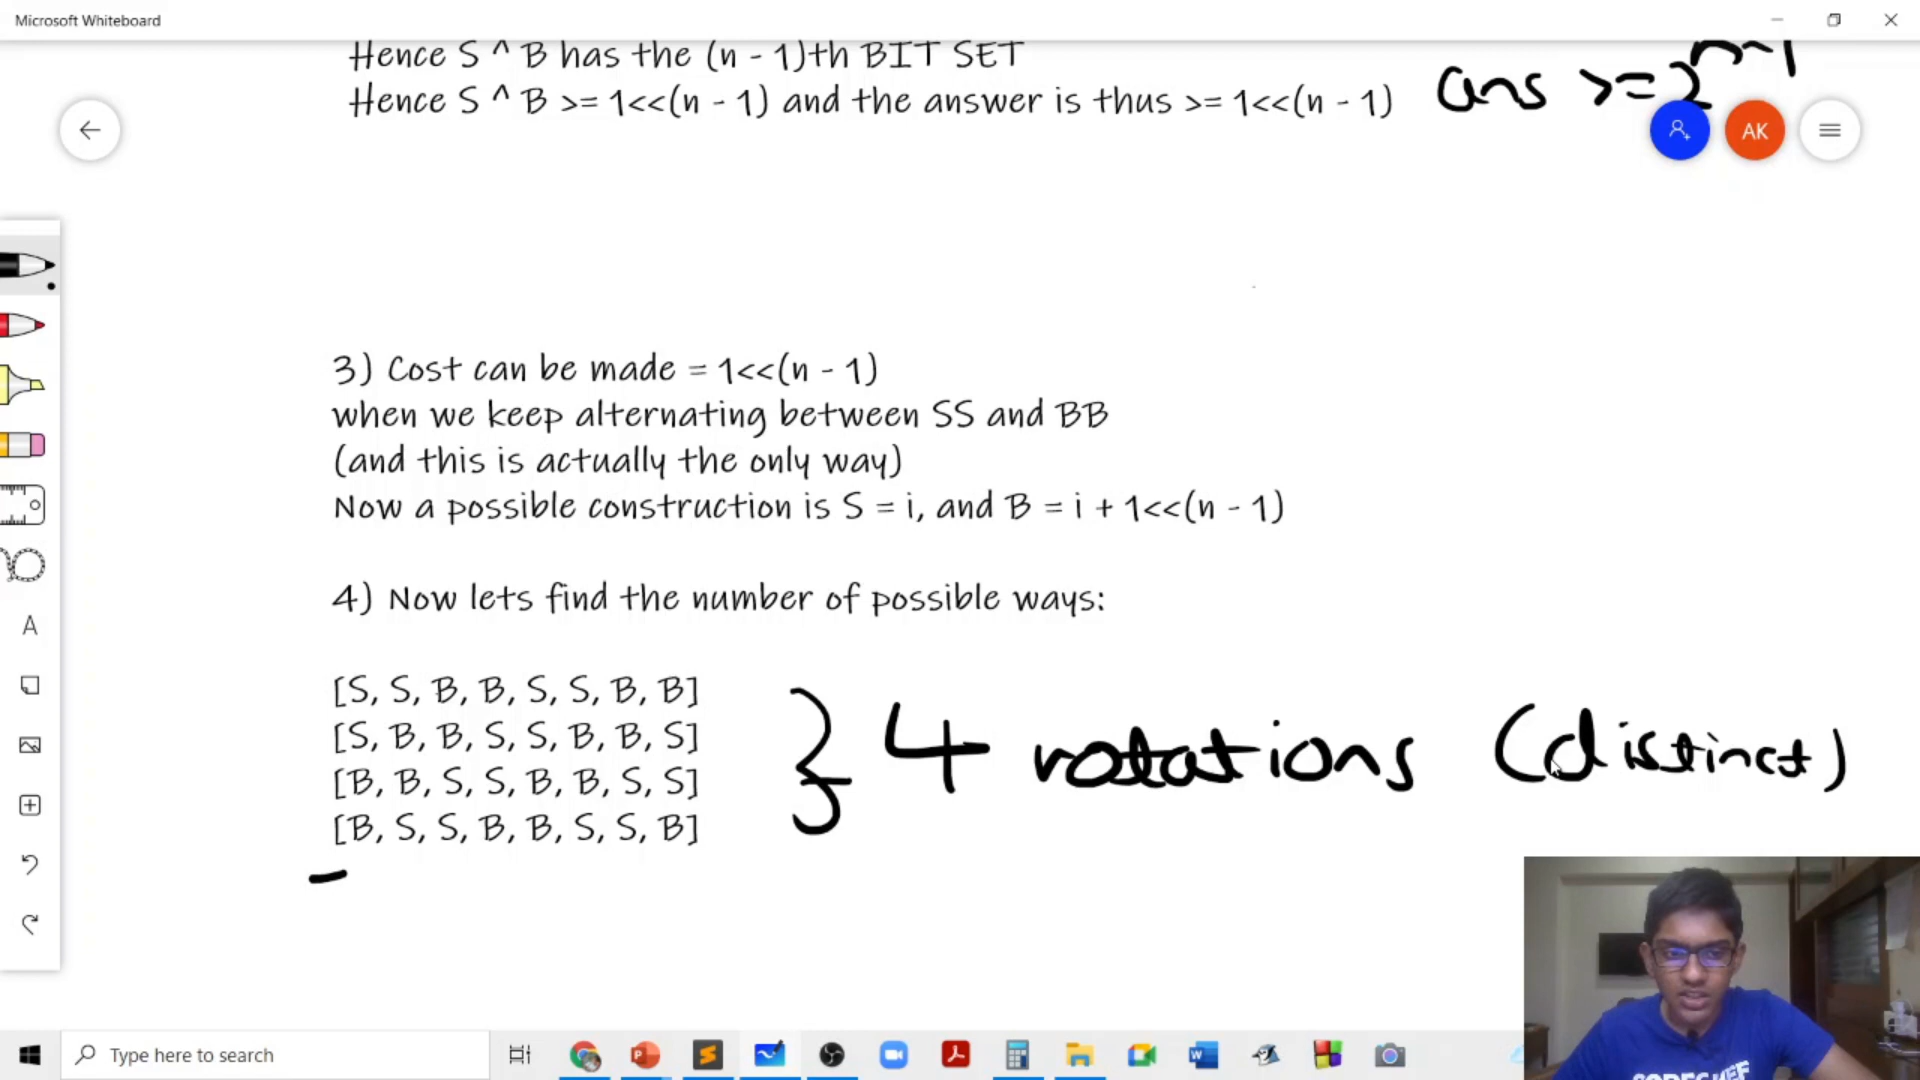 Microsoft Whiteboard
Hence S ^ B has the (n - 1)th BIT SET
Hence S ^ B >= 1<<(n - 1) and the answer is thus >= 1<<(n - 1)
ans >= 2^n-1
AK
3) Cost can be made = 1<<(n - 1)
when we keep alternating between SS and BB
(and this is actually the only way)
Now a possible construction is S = i, and B = i + 1<<(n - 1)
4) Now lets find the number of possible ways:
[S, S, B, B, S, S, B, B]
[S, B, B, S, S, B, B, S]
[B, B, S, S, B, B, S, S]
[B, S, S, B, B, S, S, B]
} 4 rotations (distinct)
A
CODECHEF
Type here to search